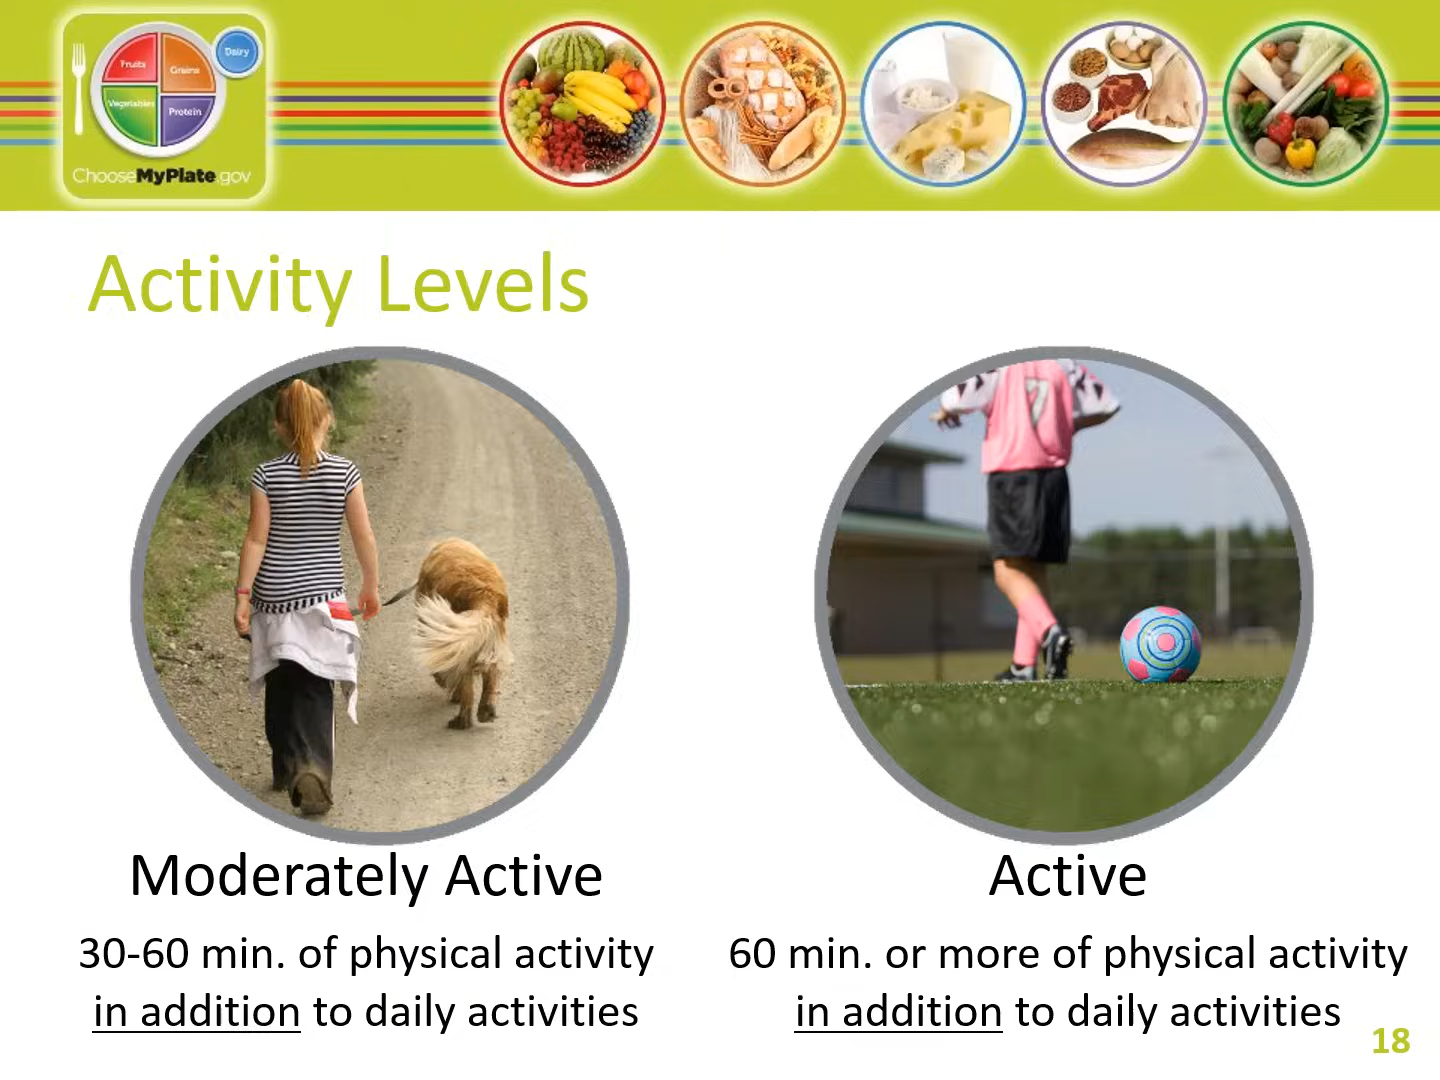 Fruits
Grains
Dairy
Vegetables
Protein
ChooseMyPlate.gov
Activity Levels
7
Moderately Active
30-60 min. of physical activity
in addition to daily activities
Active
60 min. or more of physical activity
in addition to daily activities
18